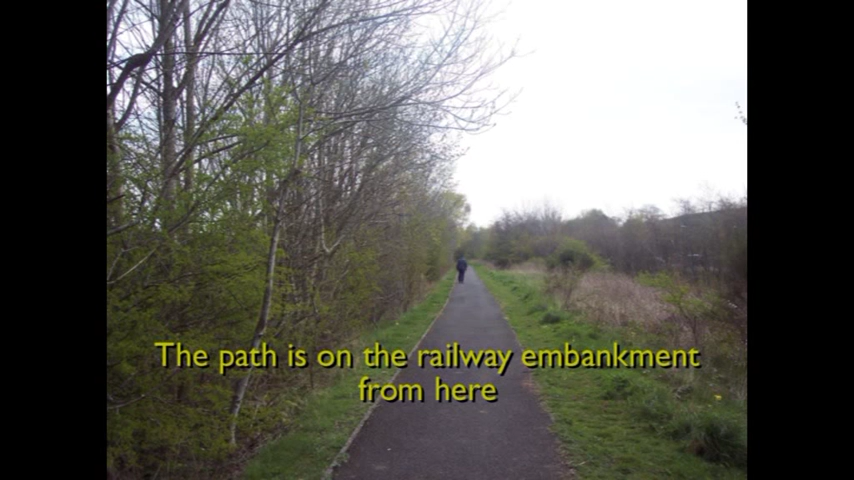 The path is on the railway embankment
from here